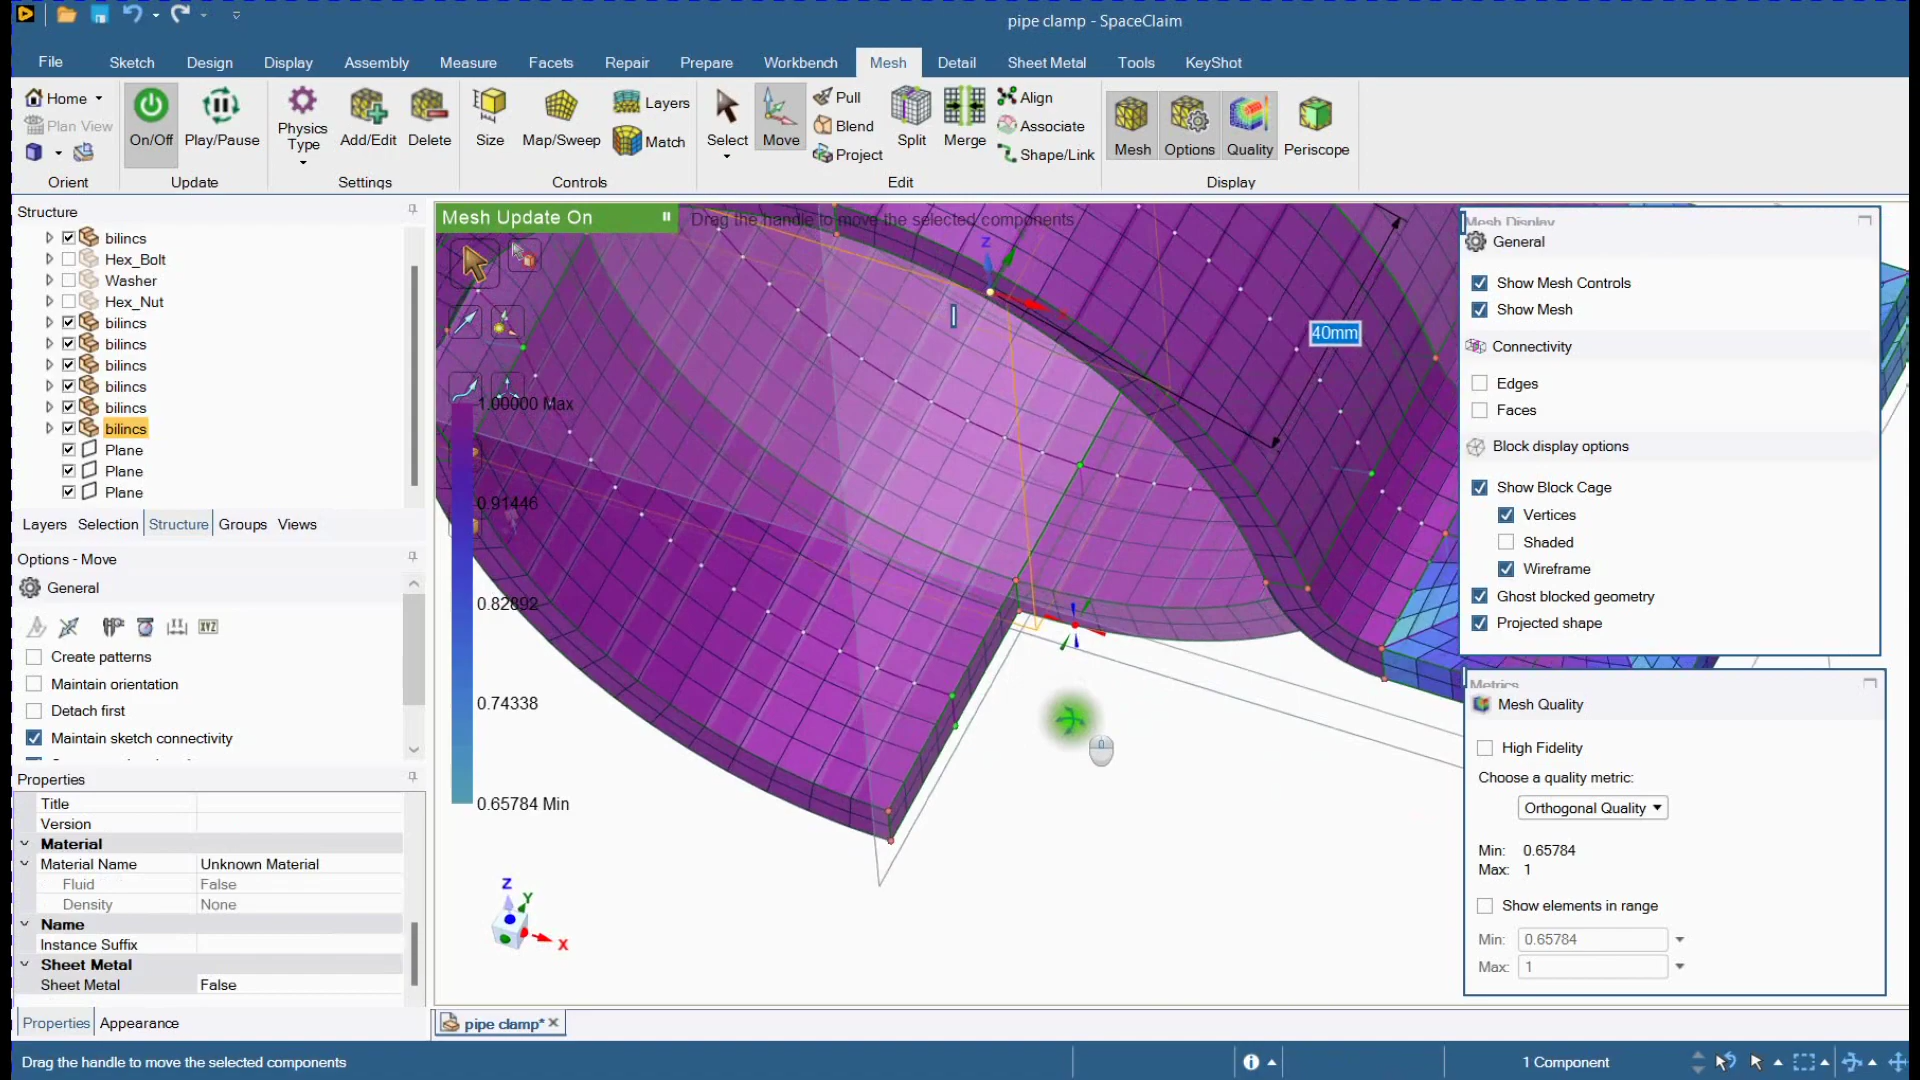 pipe clamp - SpaceClaim
File Sketch Design Display Assembly Measure Facets Repair Prepare Workbench Mesh Detail Sheet Metal Tools KeyShot
Home
Plan View
Orient
On/Off
Play/Pause
Update
Physics
Type
Add/Edit
Delete
Settings
Size
Map/Sweep
Layers
Match
Controls
Select
Move
Pull
Blend
Project
Split
Merge
Align
Associate
Shape/Link
Edit
Mesh
Options
Quality
Periscope
Display
Structure
bilincs
Hex_Bolt
Washer
Hex_Nut
bilincs
bilincs
bilincs
bilincs
bilincs
bilincs
Plane
Plane
Plane
Layers Selection Structure Groups Views
Options - Move
General
Create patterns
Maintain orientation
Detach first
Maintain sketch connectivity
Properties
Title
Version
Material
Material Name Unknown Material
Fluid False
Density None
Name
Instance Suffix
Sheet Metal
Sheet Metal False
Properties Appearance
Mesh Update On
Drag the handle to move the selected components
Z
40mm
1.00000 Max
0.91446
0.82892
0.74338
0.65784 Min
Z
Y
X
Mesh Display
General
Show Mesh Controls
Show Mesh
Connectivity
Edges
Faces
Block display options
Show Block Cage
Vertices
Shaded
Wireframe
Ghost blocked geometry
Projected shape
Metrics
Mesh Quality
High Fidelity
Choose a quality metric:
Orthogonal Quality
Min: 0.65784
Max: 1
Show elements in range
Min: 0.65784
Max: 1
pipe clamp*
Drag the handle to move the selected components
1 Component